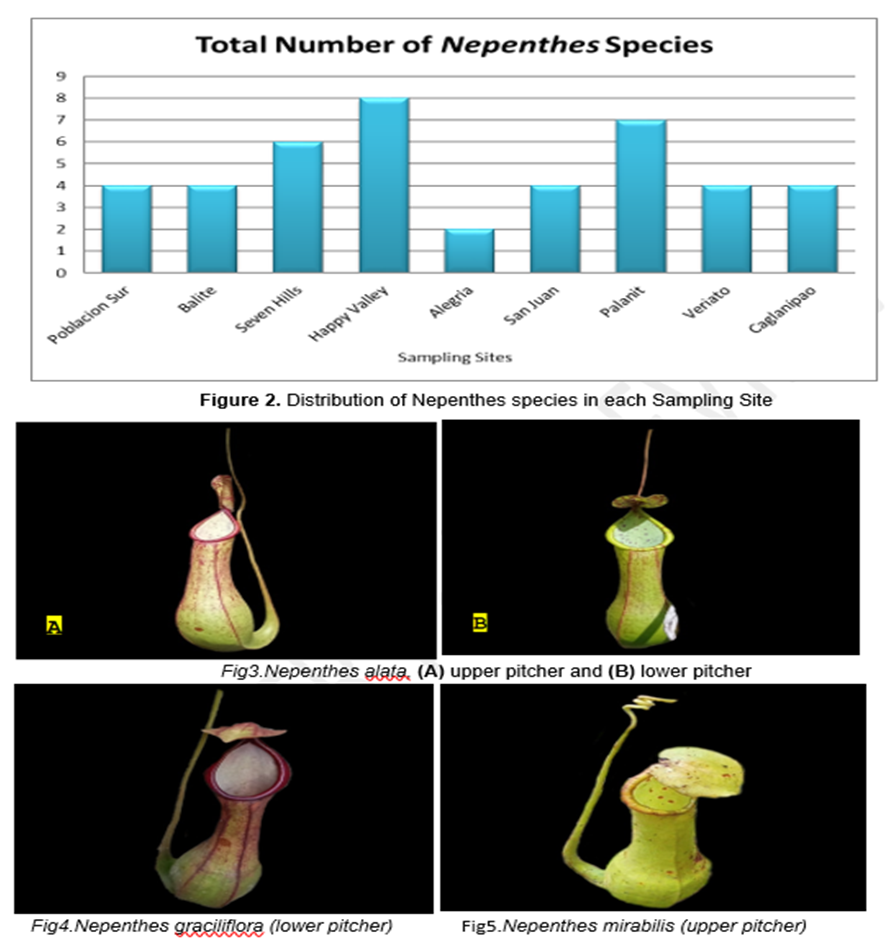 Total Number of Nepenthes Species
9
8
7
6
5
4
3
2
1
0
Poblacion Sur
Balite
Seven Hills
Happy Valley
Alegria
San Juan
Palanit
Veriato
Caglanipao
Sampling Sites
Figure 2. Distribution of Nepenthes species in each Sampling Site
A
B
Fig3.Nepenthes alata, (A) upper pitcher and (B) lower pitcher
Fig4.Nepenthes graciliflora (lower pitcher)
Fig5.Nepenthes mirabilis (upper pitcher)